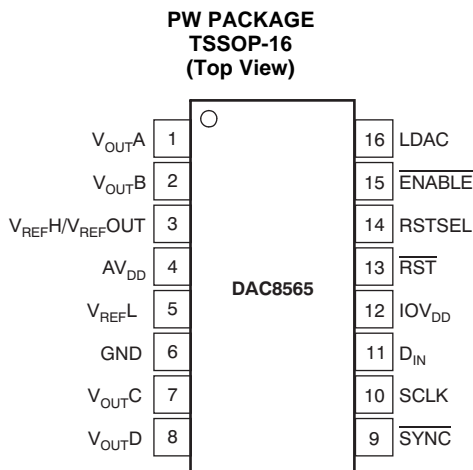 PW PACKAGE
TSSOP-16
(Top View)
VOUTA 1
VOUTB 2
VREFH/VREFOUT 3
AVDD 4
VREFL 5
GND 6
VOUTC 7
VOUTD 8
DAC8565
16 LDAC
15 ENABLE
14 RSTSEL
13 RST
12 IOVDD
11 DIN
10 SCLK
9 SYNC